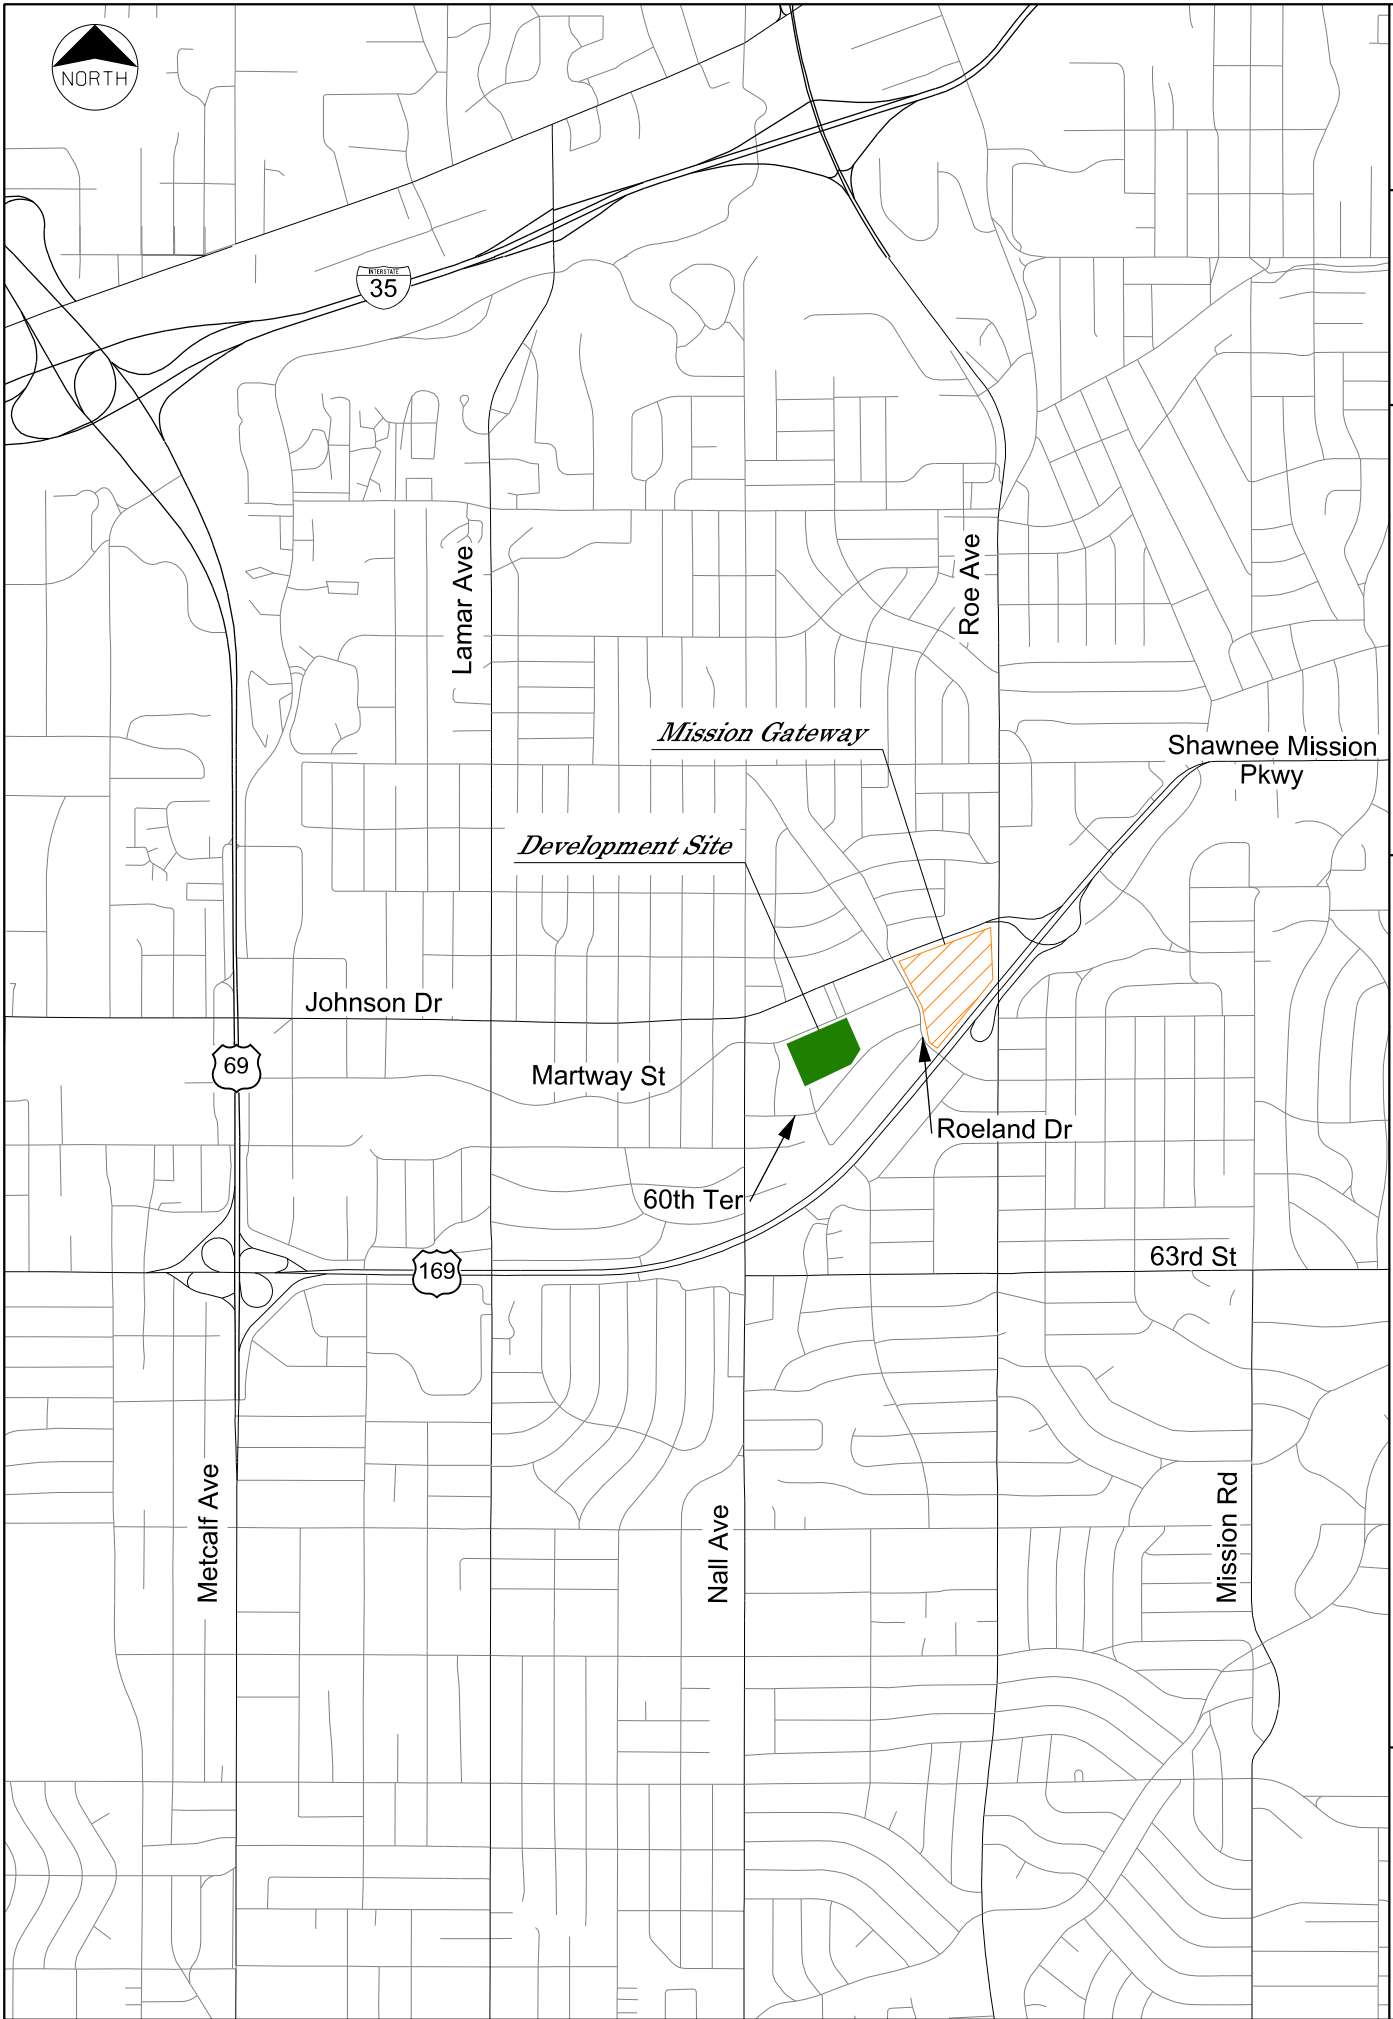 NORTH
INTERSTATE
35
Lamar Ave
Roe Ave
Mission Gateway
Shawnee Mission
Pkwy
Development Site
Johnson Dr
69
Martway St
Roeland Dr
60th Ter
63rd St
169
Metcalf Ave
Nall Ave
Mission Rd